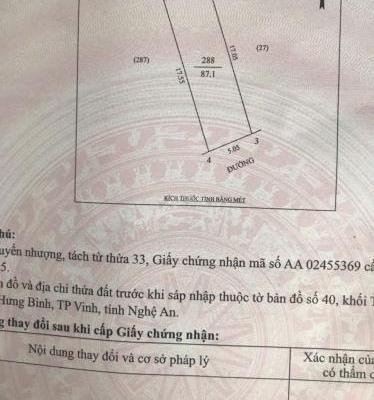 (287)
288
87.1
(27)
17.55
17.05
5.05
3
4
ĐƯỜNG
KÍCH THƯỚC TÍNH BẰNG MÉT
hú:
nhượng, tách từ thửa 33, Giấy chứng nhận mã số AA 02455369
5.
đồ và địa chỉ thửa đất trước khi sáp nhập thuộc tờ bản đồ số 40, khối
Hưng Bình, TP Vinh, tỉnh Nghệ An.
thay đổi sau khi cấp Giấy chứng nhận:
Nội dung thay đổi và cơ sở pháp lý
Xác nhận của
có thẩm